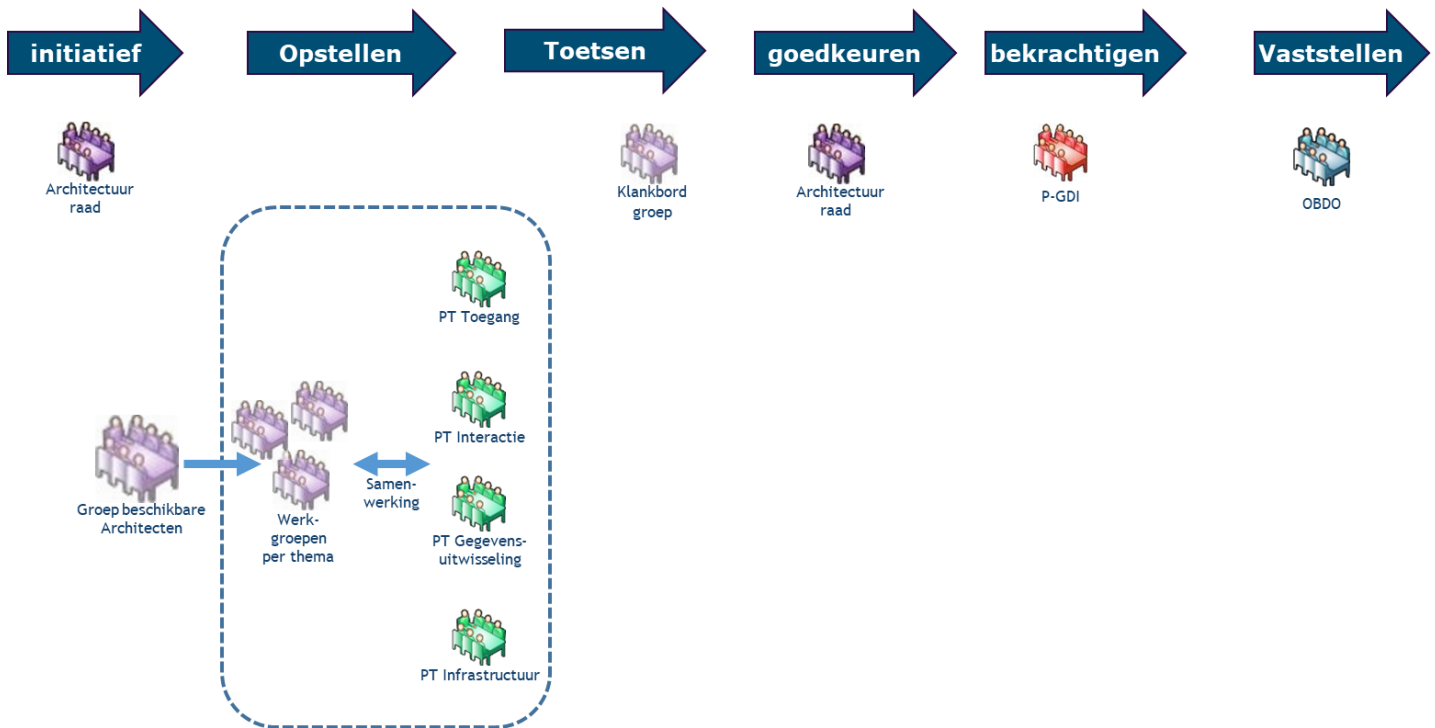 initiatief
Opstellen
Toetsen
goedkeuren
bekrachtigen
Vaststellen
Architectuur
raad
Klankbord
groep
Architectuur
raad
P-GDI
OBDO
PT Toegang
PT Interactie
Groep beschikbare
Architecten
Werk-
groepen
per thema
Samen-
werking
PT Gegevens-
uitwisseling
PT Infrastructuur